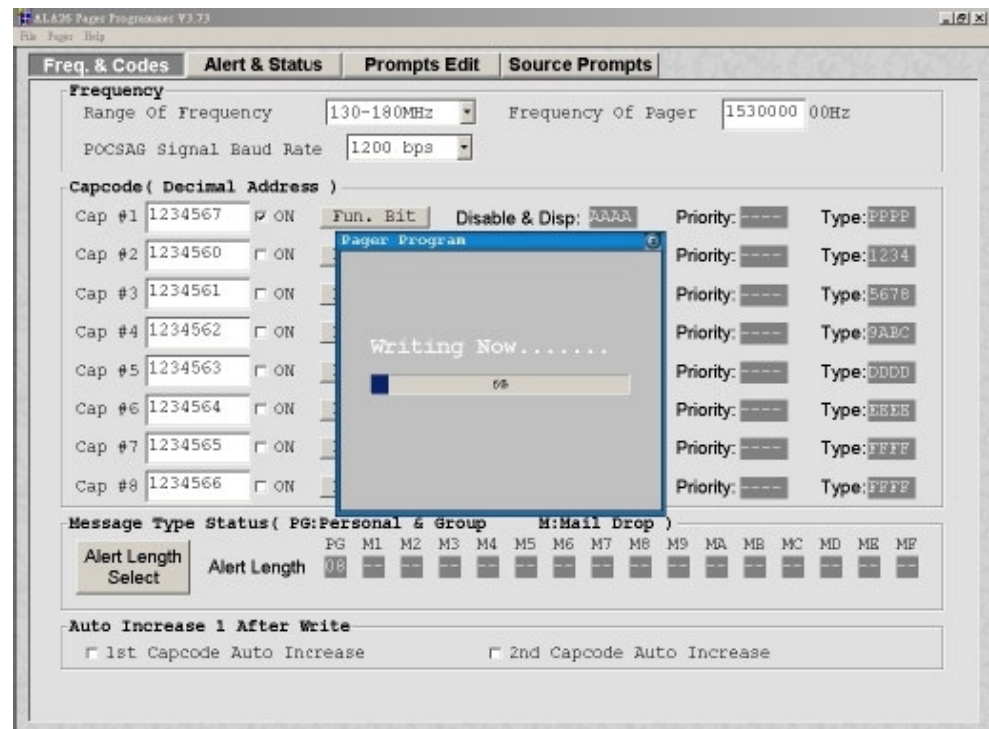 ALA26 Pager Programmer V3.73
File Pager Help
Freq. & Codes Alert & Status Prompts Edit Source Prompts
Frequency
Range Of Frequency 130-180MHz Frequency Of Pager 1530000 00Hz
POCSAG Signal Baud Rate 1200 bps
Capcode( Decimal Address )
Cap #1 1234567 ON Fun. Bit Disable & Disp: AAAA Priority: ---- Type: PPPP
Pager Program
Cap #2 1234560 ON Priority: ---- Type: 1234
Cap #3 1234561 ON Priority: ---- Type: 5678
Cap #4 1234562 ON Priority: ---- Type: 9ABC
Writing Now.......
Cap #5 1234563 ON Priority: ---- Type: DDDD
Cap #6 1234564 ON Priority: ---- Type: EEEE
Cap #7 1234565 ON Priority: ---- Type: FFFF
Cap #8 1234566 ON Priority: ---- Type: FFFF
Message Type Status( PG:Personal & Group M:Mail Drop )
PG M1 M2 M3 M4 M5 M6 M7 M8 M9 MA MB MC MD ME MF
Alert Length Select
Alert Length 08 -- -- -- -- -- -- -- -- -- -- -- -- -- -- --
Auto Increase 1 After Write
1st Capcode Auto Increase 2nd Capcode Auto Increase